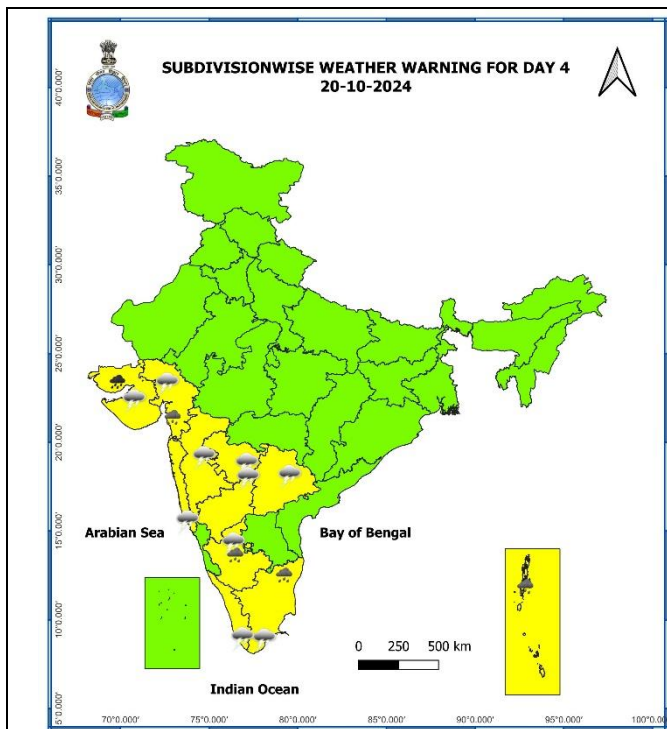 SUBDIVISIONWISE WEATHER WARNING FOR DAY 4
20-10-2024
40°0.000'
35°0.000'
30°0.000'
25°0.000'
20°0.000'
15°0.000'
10°0.000'
5°0.000'
Arabian Sea
Bay of Bengal
0 250 500 km
Indian Ocean
70°0.000' 75°0.000' 80°0.000' 85°0.000' 90°0.000' 95°0.000' 100°0.000'